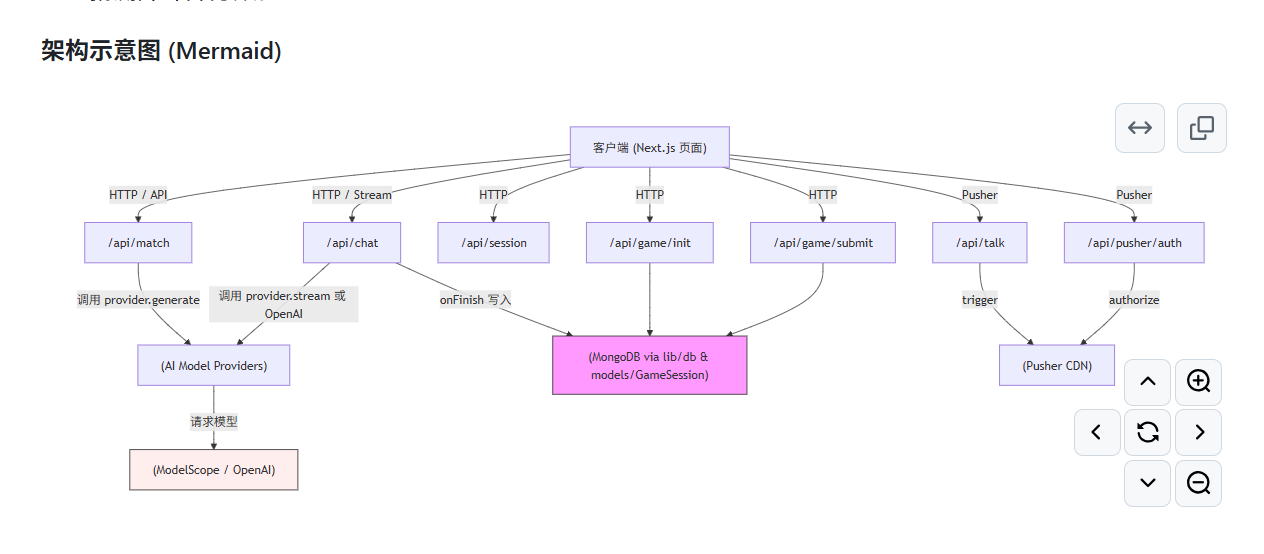 架构示意图 (Mermaid)
客户端 (Next.js 页面)
HTTP / API
HTTP / Stream
HTTP
HTTP
HTTP
Pusher
Pusher
/api/match
/api/chat
/api/session
/api/game/init
/api/game/submit
/api/talk
/api/pusher/auth
调用 provider.generate
调用 provider.stream 或
OpenAI
onFinish 写入
trigger
authorize
(AI Model Providers)
(MongoDB via lib/db &
models/GameSession)
(Pusher CDN)
请求模型
(ModelScope / OpenAI)